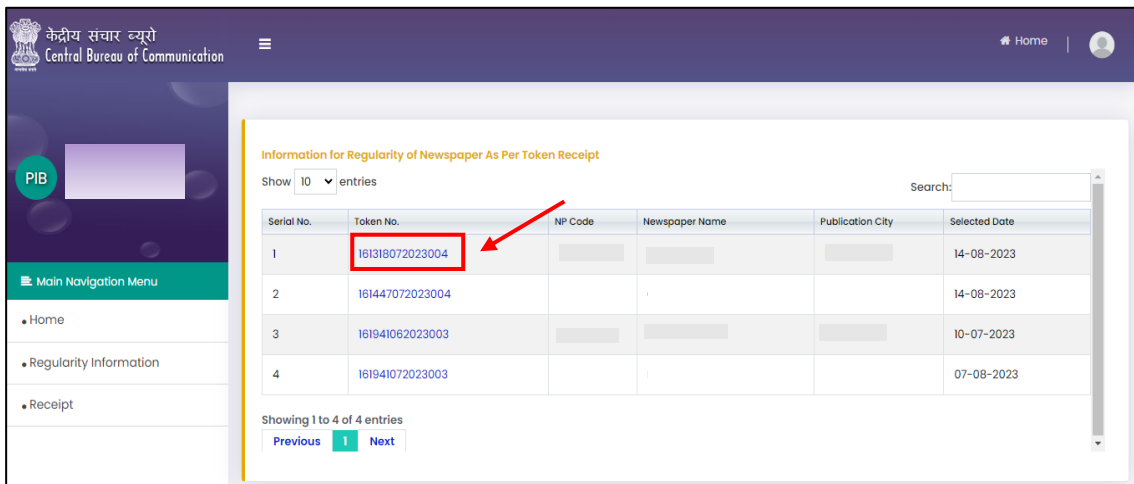 केंद्रीय संचार ब्यूरो
Central Bureau of Communication
Home |
PIB
Main Navigation Menu
Home
Regularity Information
Receipt
Information for Regularity of Newspaper As Per Token Receipt
Show 10 entries
Search:
Serial No. Token No. NP Code Newspaper Name Publication City Selected Date
1 161318072023004 14-08-2023
2 161447072023004 14-08-2023
3 161941062023003 10-07-2023
4 161941072023003 07-08-2023
Showing 1 to 4 of 4 entries
Previous 1 Next